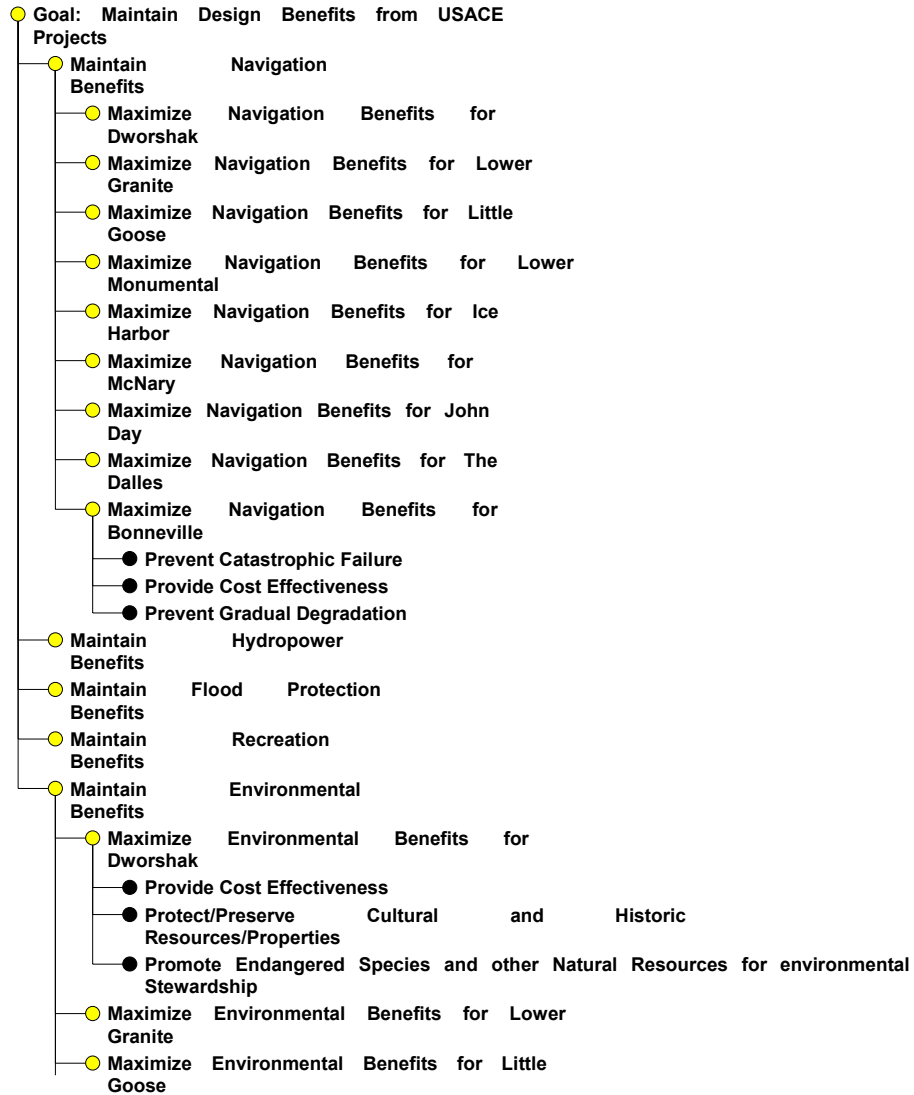 Goal: Maintain Design Benefits from USACE
Projects
Maintain Navigation
Benefits
Maximize Navigation Benefits for
Dworshak
Maximize Navigation Benefits for Lower
Granite
Maximize Navigation Benefits for Little
Goose
Maximize Navigation Benefits for Lower
Monumental
Maximize Navigation Benefits for Ice
Harbor
Maximize Navigation Benefits for
McNary
Maximize Navigation Benefits for John
Day
Maximize Navigation Benefits for The
Dalles
Maximize Navigation Benefits for
Bonneville
Prevent Catastrophic Failure
Provide Cost Effectiveness
Prevent Gradual Degradation
Maintain Hydropower
Benefits
Maintain Flood Protection
Benefits
Maintain Recreation
Benefits
Maintain Environmental
Benefits
Maximize Environmental Benefits for
Dworshak
Provide Cost Effectiveness
Protect/Preserve Cultural and Historic
Resources/Properties
Promote Endangered Species and other Natural Resources for environmental
Stewardship
Maximize Environmental Benefits for Lower
Granite
Maximize Environmental Benefits for Little
Goose